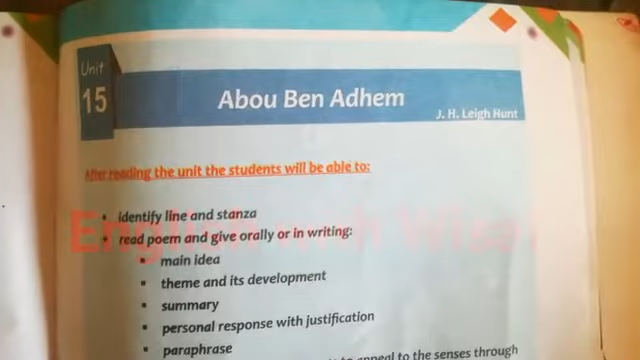 Unit
15
Abou Ben Adhem
J. H. Leigh Hunt
After reading the unit the students will be able to:
• identify line and stanza
• read poem and give orally or in writing:
▪ main idea
▪ theme and its development
▪ summary
▪ personal response with justification
▪ paraphrase
to appeal to the senses through